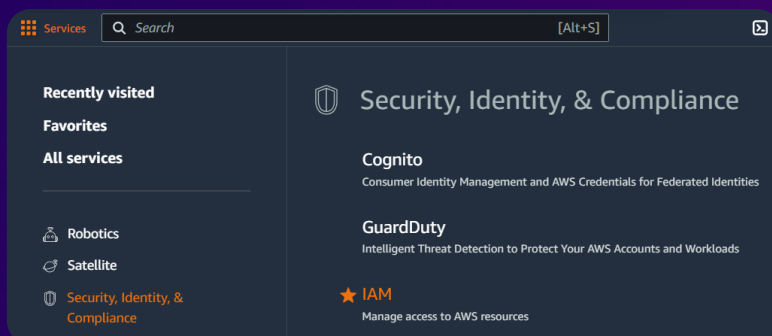 Services
Search [Alt+S]
Recently visited
Favorites
All services
Robotics
Satellite
Security, Identity, &
Compliance
Security, Identity, & Compliance
Cognito
Consumer Identity Management and AWS Credentials for Federated Identities
GuardDuty
Intelligent Threat Detection to Protect Your AWS Accounts and Workloads
IAM
Manage access to AWS resources